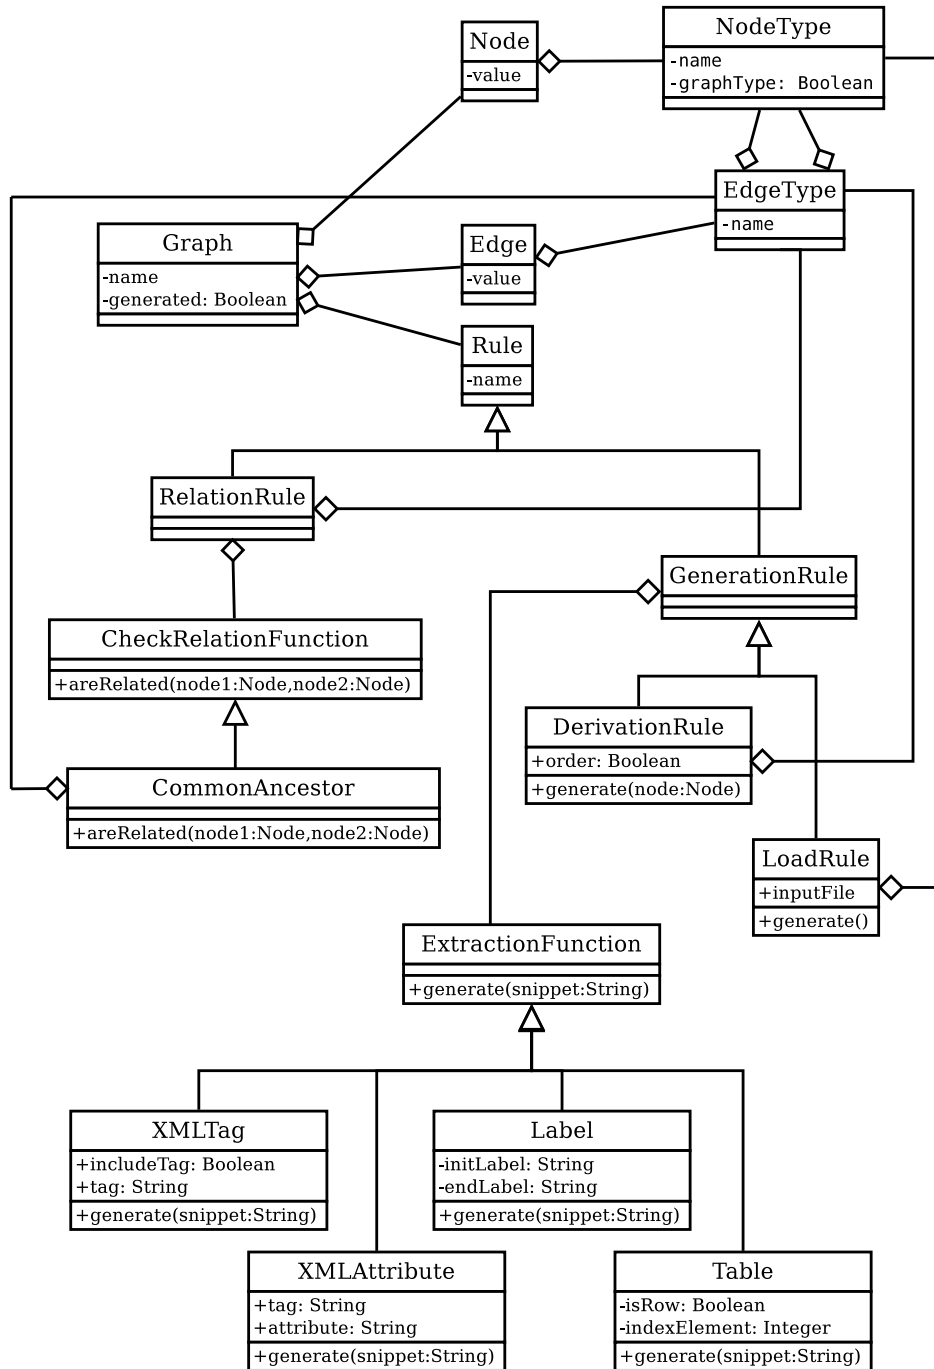 Node
-value
NodeType
-name
-graphType: Boolean
EdgeType
-name
Graph
-name
-generated: Boolean
Edge
-value
Rule
-name
RelationRule
GenerationRule
CheckRelationFunction
+areRelated(node1:Node,node2:Node)
DerivationRule
+order: Boolean
+generate(node:Node)
CommonAncestor
+areRelated(node1:Node,node2:Node)
LoadRule
+inputFile
+generate()
ExtractionFunction
+generate(snippet:String)
XMLTag
+includeTag: Boolean
+tag: String
+generate(snippet:String)
Label
-initLabel: String
-endLabel: String
+generate(snippet:String)
XMLAttribute
+tag: String
+attribute: String
+generate(snippet:String)
Table
-isRow: Boolean
-indexElement: Integer
+generate(snippet:String)